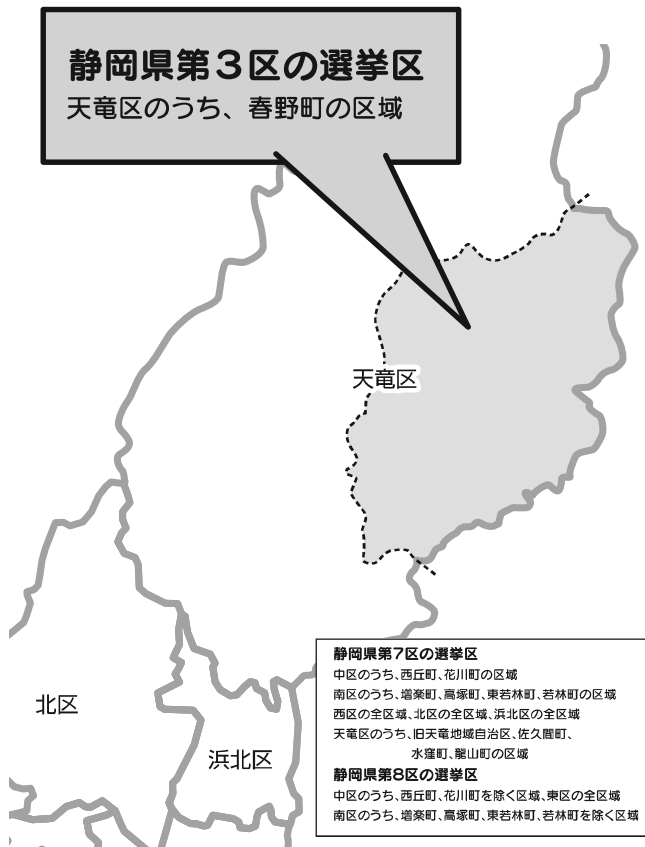 静岡県第3区の選挙区
天竜区のうち、春野町の区域
天竜区
北区
浜北区
静岡県第7区の選挙区
中区のうち、西丘町、花川町の区域
南区のうち、増楽町、高塚町、東若林町、若林町の区域
西区の全区域、北区の全区域、浜北区の全区域
天竜区のうち、旧天竜地域自治区、佐久間町、
水窪町、龍山町の区域
静岡県第8区の選挙区
中区のうち、西丘町、花川町を除く区域、東区の全区域
南区のうち、増楽町、高塚町、東若林町、若林町を除く区域